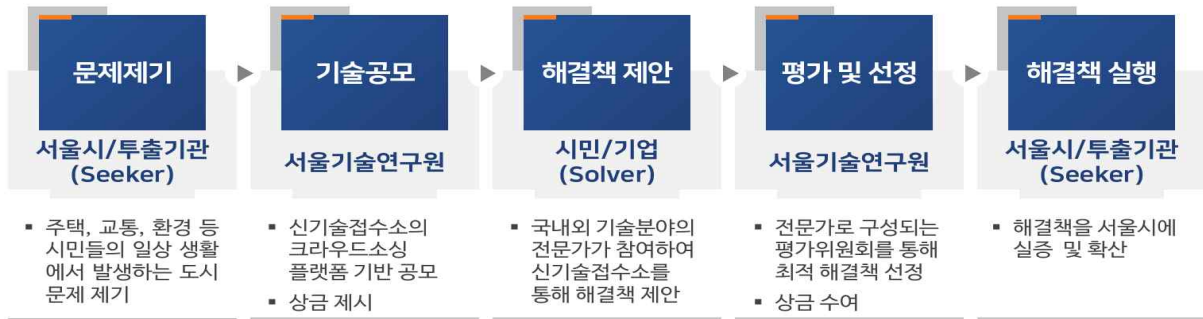 문제제기
서울시/투출기관
(Seeker)
▪ 주택, 교통, 환경 등
시민들의 일상 생활
에서 발생하는 도시
문제 제기
기술공모
서울기술연구원
▪ 신기술접수소의
크라우드소싱
플랫폼 기반 공모
▪ 상금 제시
해결책 제안
시민/기업
(Solver)
▪ 국내외 기술분야의
전문가가 참여하여
신기술접수소를
통해 해결책 제안
평가 및 선정
서울기술연구원
▪ 전문가로 구성되는
평가위원회를 통해
최적 해결책 선정
▪ 상금 수여
해결책 실행
서울시/투출기관
(Seeker)
▪ 해결책을 서울시에
실증 및 확산